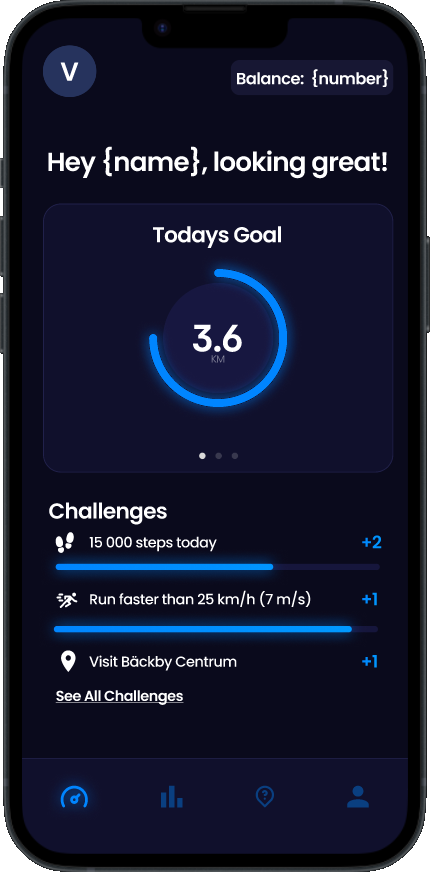 V
Balance: {number}
Hey {name}, looking great!
Todays Goal
3.6
KM
Challenges
15 000 steps today +2
Run faster than 25 km/h (7 m/s) +1
Visit Bäckby Centrum +1
See All Challenges
?